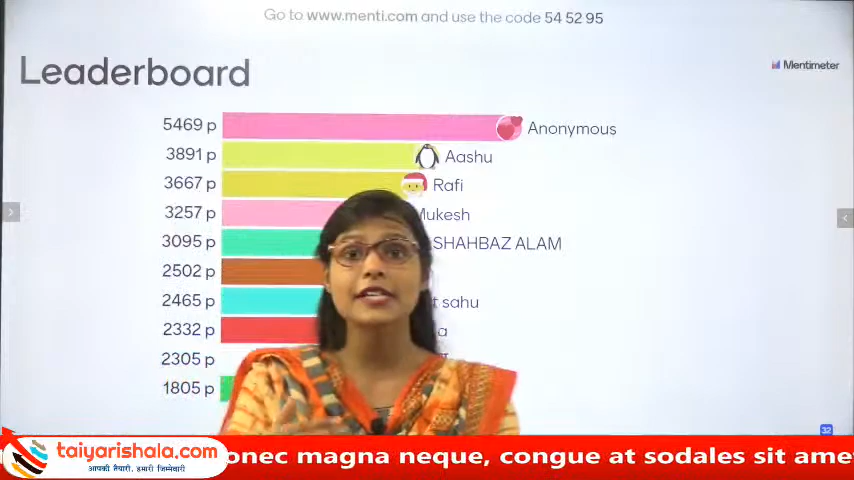 Go to www.menti.com and use the code 54 52 95
Leaderboard
Mentimeter
5469 p Anonymous
3891 p Aashu
3667 p Rafi
3257 p Mukesh
3095 p SHAHBAZ ALAM
2502 p
2465 p sahu
2332 p
2305 p
1805 p
32
taiyarishala.com
आपकी तैयारी, हमारी जिम्मेदारी
magna neque, congue at sodales sit